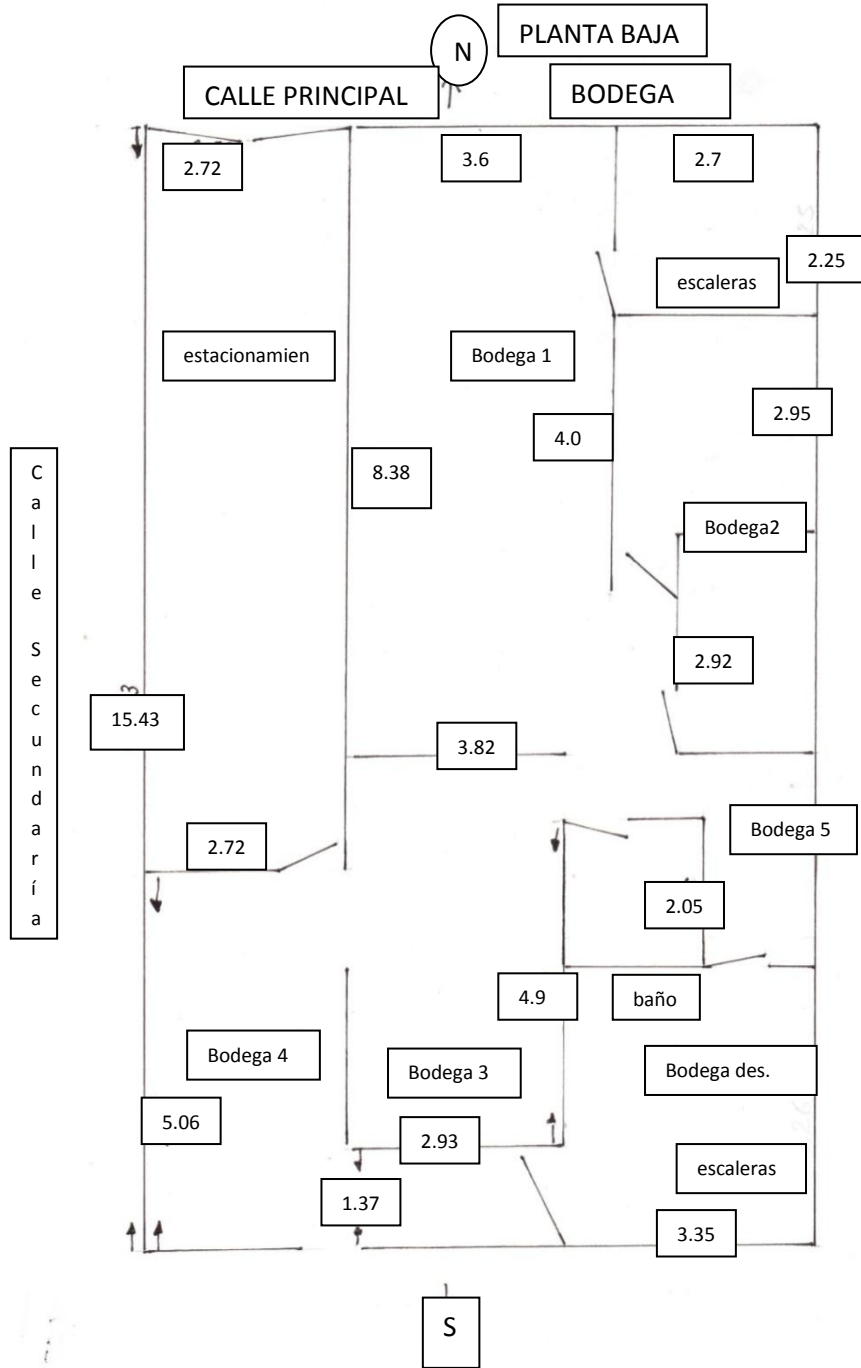 PLANTA BAJA
N
CALLE PRINCIPAL
BODEGA
2.72
3.6
2.7
2.25
escaleras
estacionamien
Bodega 1
2.95
4.0
8.38
Calle Secundaría
Bodega2
2.92
15.43
3.82
2.72
Bodega 5
2.05
4.9
baño
Bodega 4
Bodega 3
Bodega des.
5.06
2.93
escaleras
1.37
3.35
S